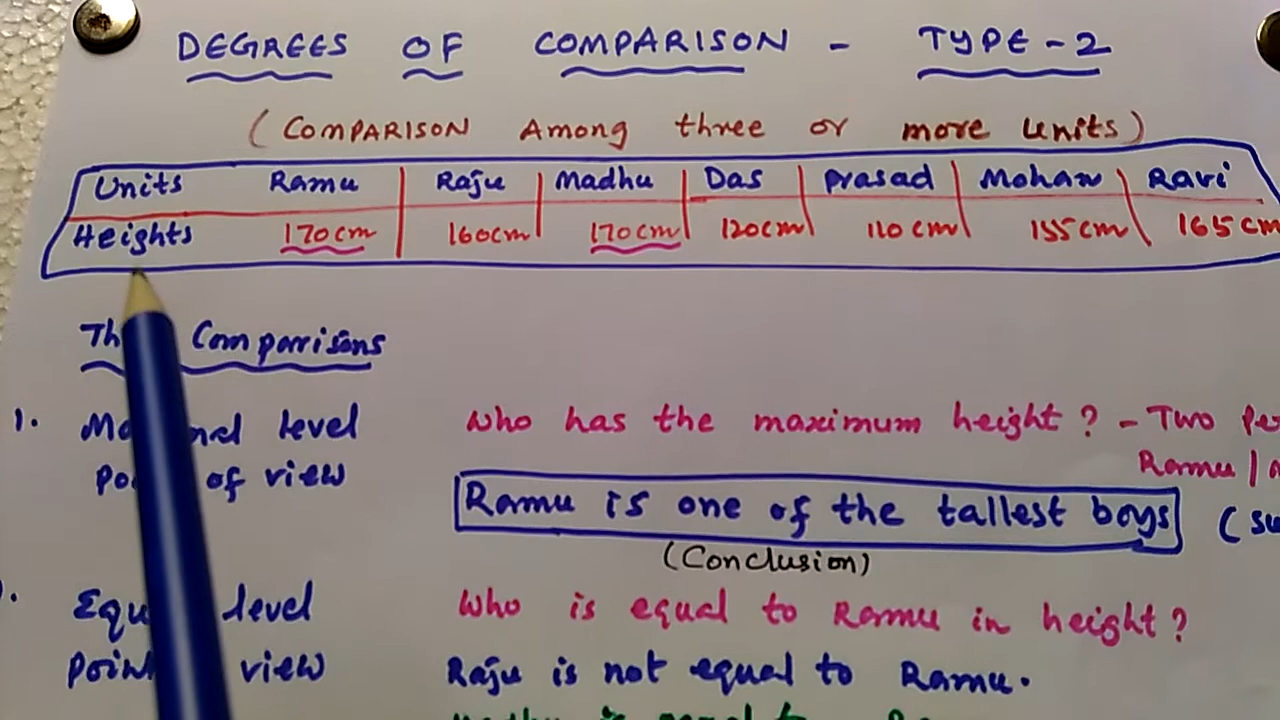 DEGREES OF COMPARISON - TYPE-2
(COMPARISON Among three or more units)
Units Ramu Raju Madhu Das Prasad Mohan Ravi
Heights 170cm 160cm 170cm 120cm 110cm 155cm 165cm
Comparisons
1. level who has the maximum height? - Two
of view Ramu
Ramu is one of the tallest boys
(Conclusion)
level Who is equal to Ramu in height?
view Raju is not equal to Ramu.